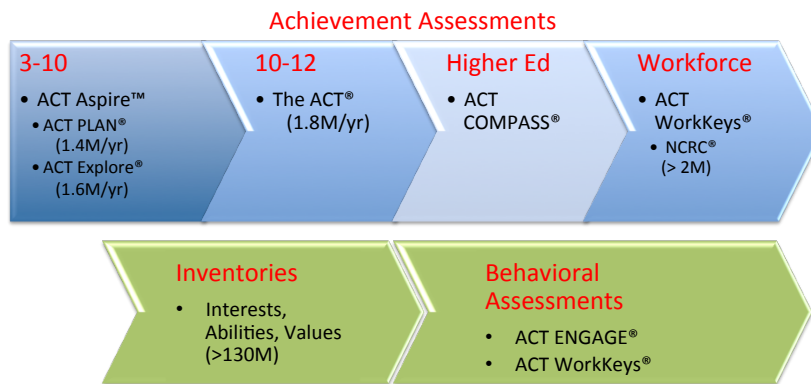 Achievement Assessments
3-10
• ACT Aspire™
• ACT PLAN®
(1.4M/yr)
• ACT Explore®
(1.6M/yr)
10-12
• The ACT®
(1.8M/yr)
Higher Ed
• ACT
COMPASS®
Workforce
• ACT
WorkKeys®
• NCRC®
(> 2M)
Inventories
• Interests,
Abilities, Values
(>130M)
Behavioral
Assessments
• ACT ENGAGE®
• ACT WorkKeys®